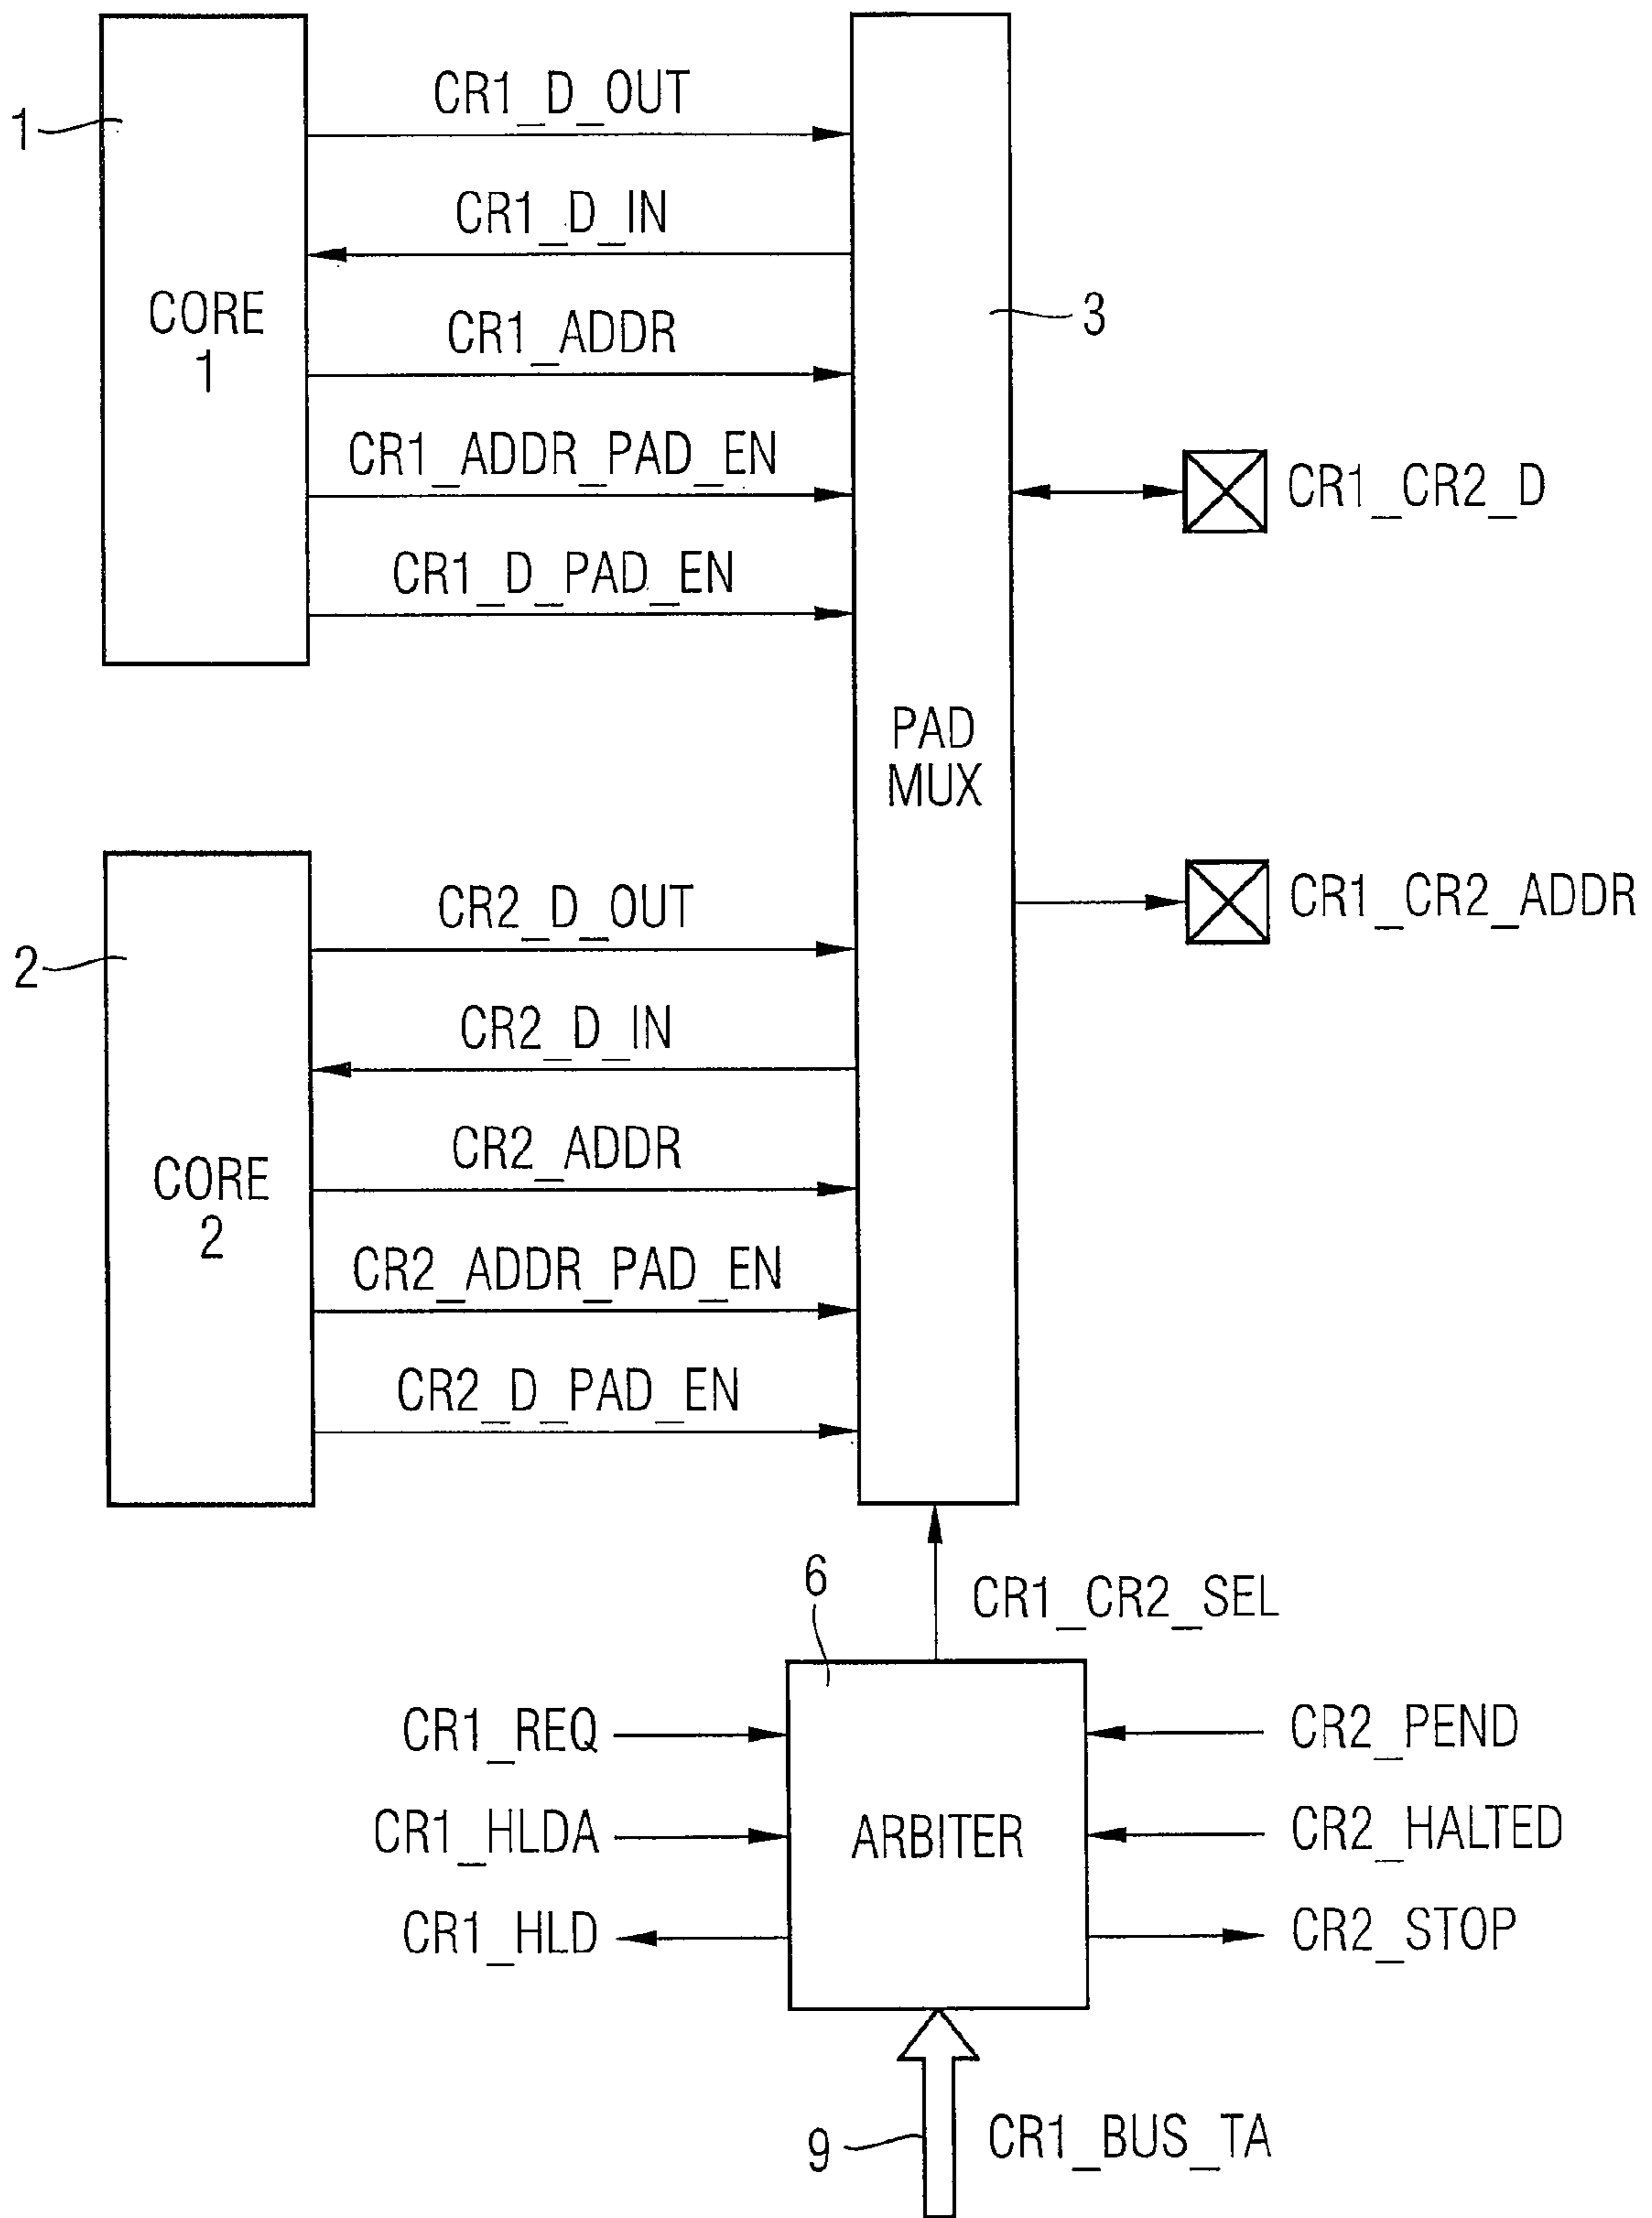 1
CORE
1
CR1_D_OUT
CR1_D_IN
CR1_ADDR
CR1_ADDR_PAD_EN
CR1_D_PAD_EN
3
PAD
MUX
CR1_CR2_D
CR1_CR2_ADDR
2
CORE
2
CR2_D_OUT
CR2_D_IN
CR2_ADDR
CR2_ADDR_PAD_EN
CR2_D_PAD_EN
6
CR1_CR2_SEL
CR1_REQ
CR1_HLDA
CR1_HLD
ARBITER
CR2_PEND
CR2_HALTED
CR2_STOP
9
CR1_BUS_TA